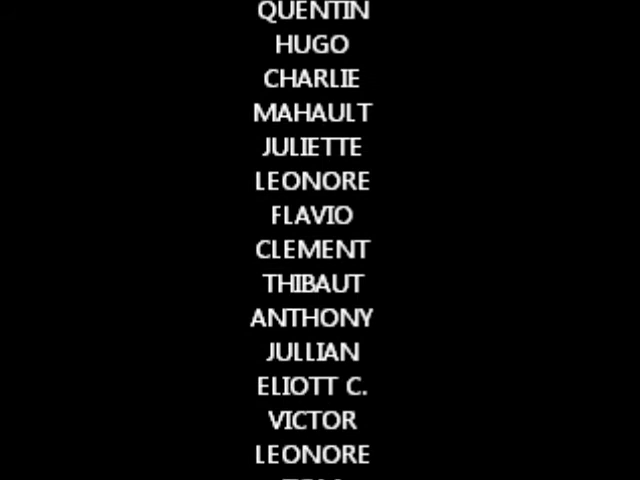 QUENTIN
HUGO
CHARLIE
MAHAULT
JULIETTE
LEONORE
FLAVIO
CLEMENT
THIBAUT
ANTHONY
JULLIAN
ELIOTT C.
VICTOR
LEONORE